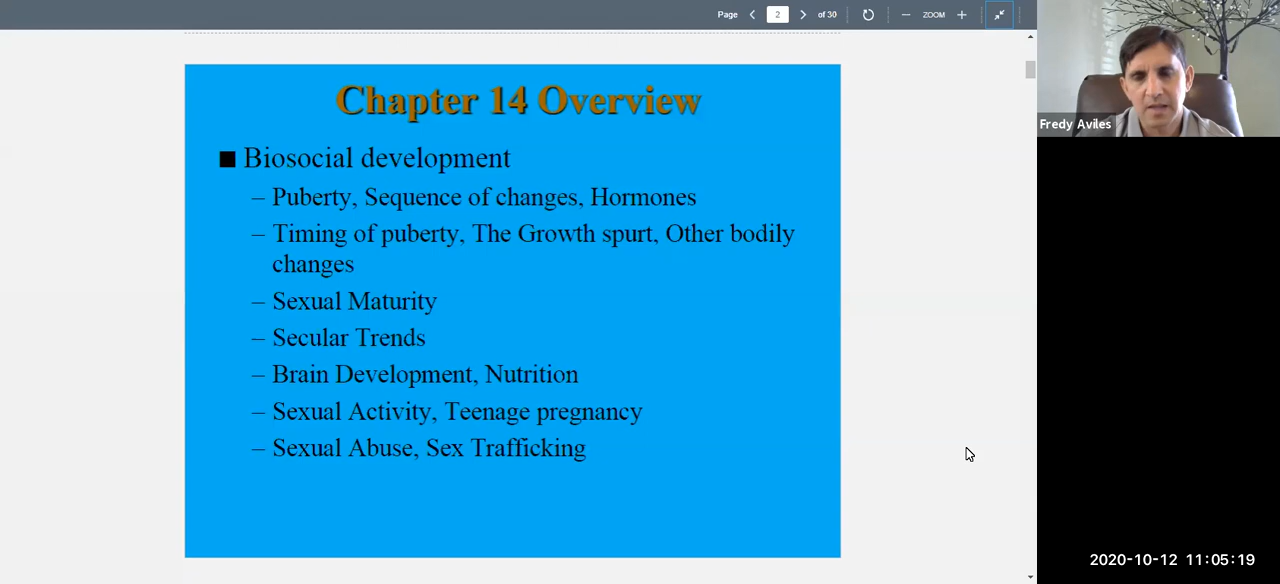 Page 2 of 30 ZOOM
Chapter 14 Overview
Biosocial development
– Puberty, Sequence of changes, Hormones
– Timing of puberty, The Growth spurt, Other bodily
changes
– Sexual Maturity
– Secular Trends
– Brain Development, Nutrition
– Sexual Activity, Teenage pregnancy
– Sexual Abuse, Sex Trafficking
Fredy Aviles
2020-10-12 11:05:19